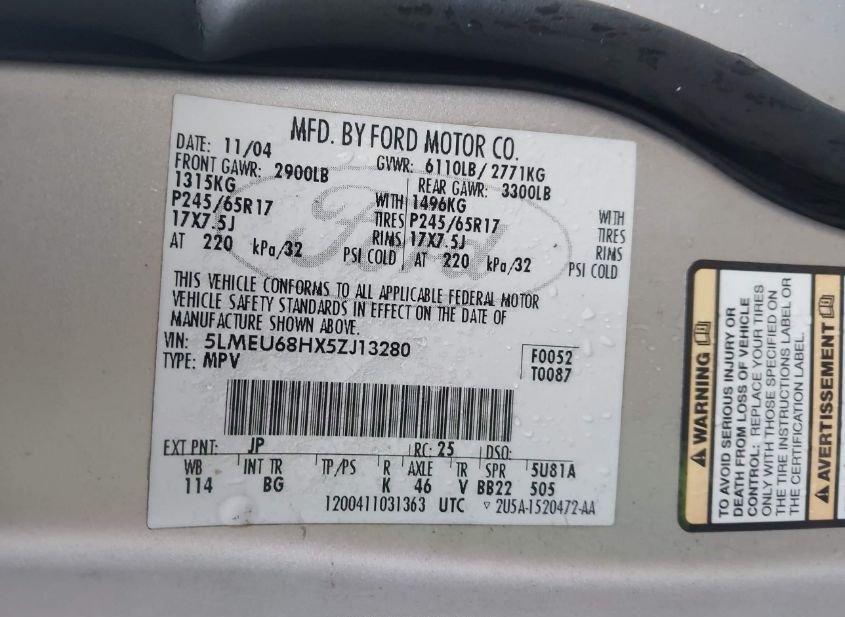 MFD. BY FORD MOTOR CO.
DATE: 11/04 GVWR: 6110LB/ 2771KG
FRONT GAWR: 2900LB REAR GAWR: 3300LB
1315KG WITH 1496KG WITH
P245/65R17 TIRES P245/65R17 TIRES
17X7.5J RIMS 17X7.5J RIMS
AT 220 kPa/32 PSI COLD AT 220 kPa/32 PSI COLD
Ford
THIS VEHICLE CONFORMS TO ALL APPLICABLE FEDERAL MOTOR
VEHICLE SAFETY STANDARDS IN EFFECT ON THE DATE OF
MANUFACTURE SHOWN ABOVE.
VIN: 5LMEU68HX5ZJ13280 F0052
TYPE: MPV T0087
EXT PNT: JP RC: 25 DSO:
WB INT TR TP/PS R AXLE TR SPR 5U81A
114 BG K 46 V BB22 505
1200411031363 UTC ▿ 2U5A-1520472-AA
WARNING
TO AVOID SERIOUS INJURY OR
DEATH FROM LOSS OF VEHICLE
CONTROL: REPLACE YOUR TIRES
ONLY WITH THOSE SPECIFIED ON
THE TIRE INSTRUCTIONS LABEL OR
THE CERTIFICATION LABEL.
AVERTISSEMENT